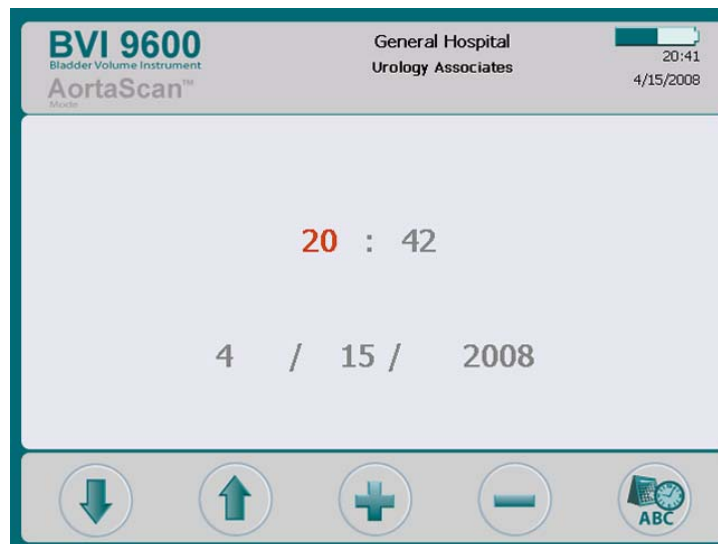 BVI 9600
Bladder Volume Instrument
AortaScan™
Mode
General Hospital
Urology Associates
20:41
4/15/2008
20 : 42
4 / 15 / 2008
ABC